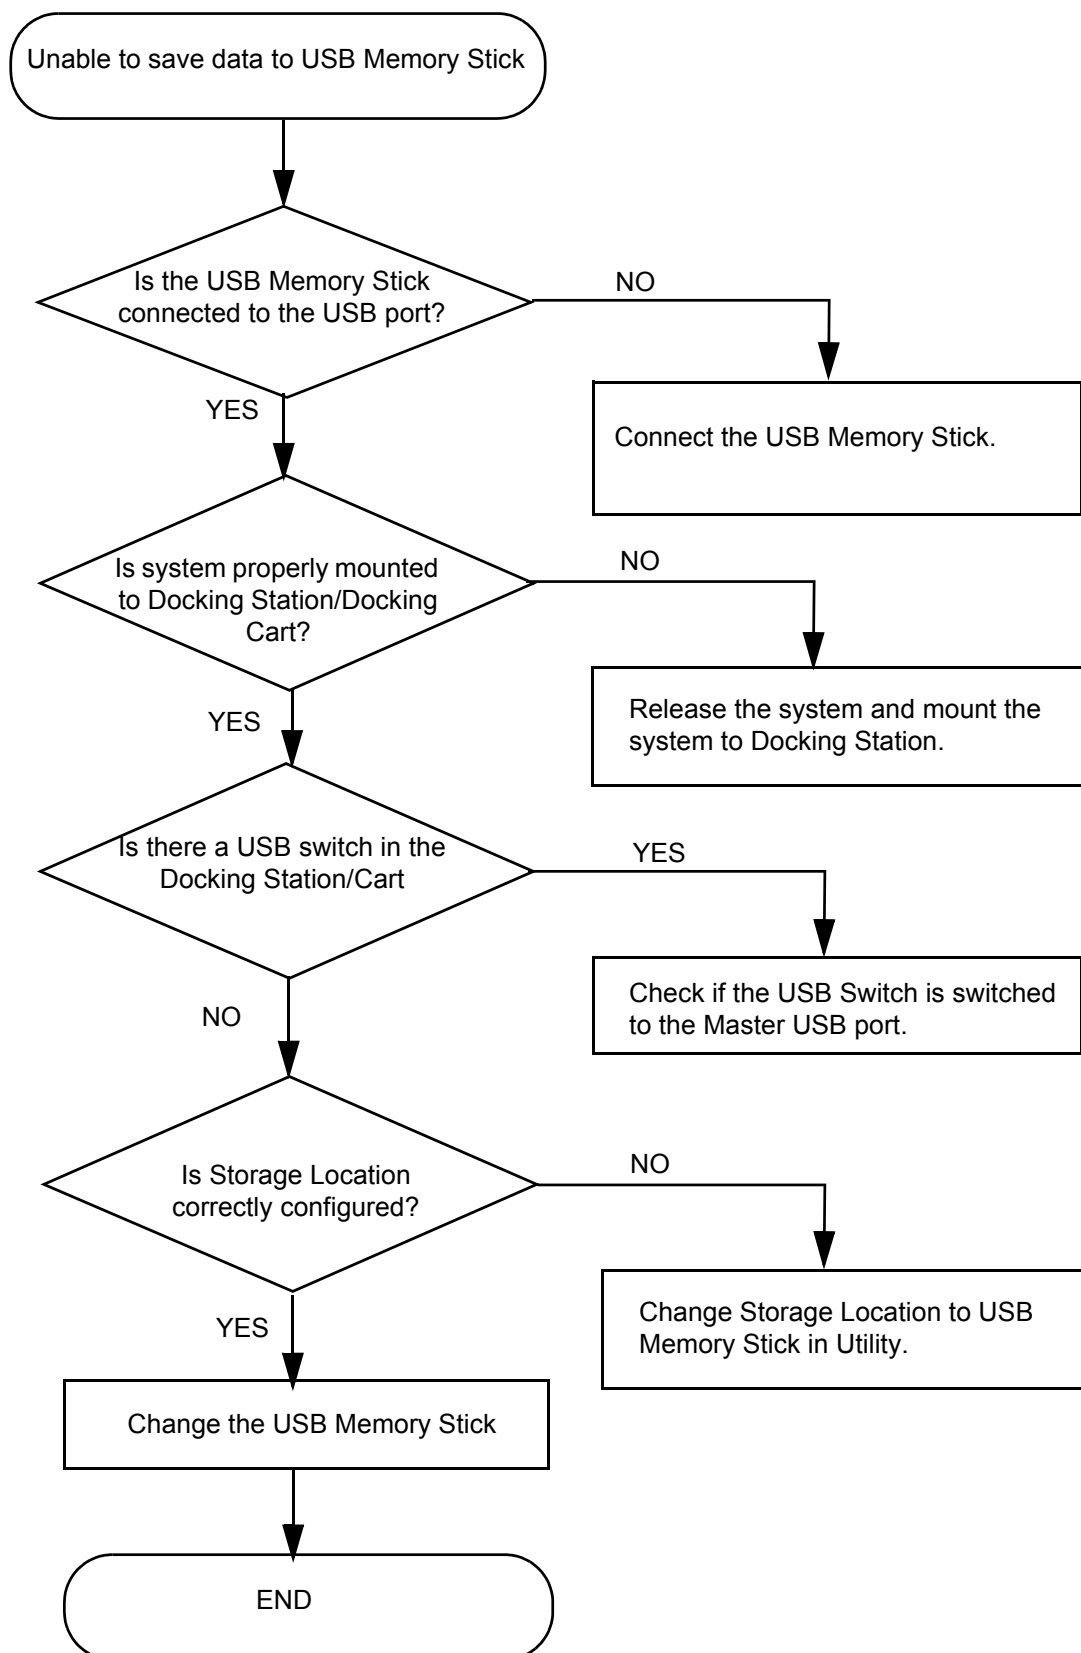 Unable to save data to USB Memory Stick
Is the USB Memory Stick
connected to the USB port?
NO
YES
Connect the USB Memory Stick.
Is system properly mounted
to Docking Station/Docking
Cart?
NO
YES
Release the system and mount the
system to Docking Station.
Is there a USB switch in the
Docking Station/Cart
YES
NO
Check if the USB Switch is switched
to the Master USB port.
Is Storage Location
correctly configured?
NO
YES
Change Storage Location to USB
Memory Stick in Utility.
Change the USB Memory Stick
END